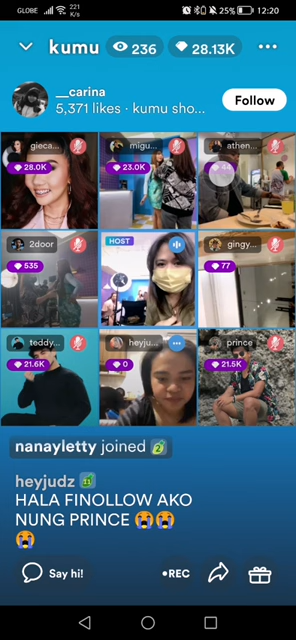 GLOBE 221 K/s 25% 12:20
kumu 236 28.13K
__carina
5,371 likes · kumu sho...
Follow
gieca... migu... athen...
28.0K 23.0K 44
2door HOST gingy...
535 77
teddy... heyju... prince
21.6K 0 21.5K
nanayletty joined
heyjudz
HALA FINOLLOW AKO
NUNG PRINCE 😭😭
😭
Say hi! •REC